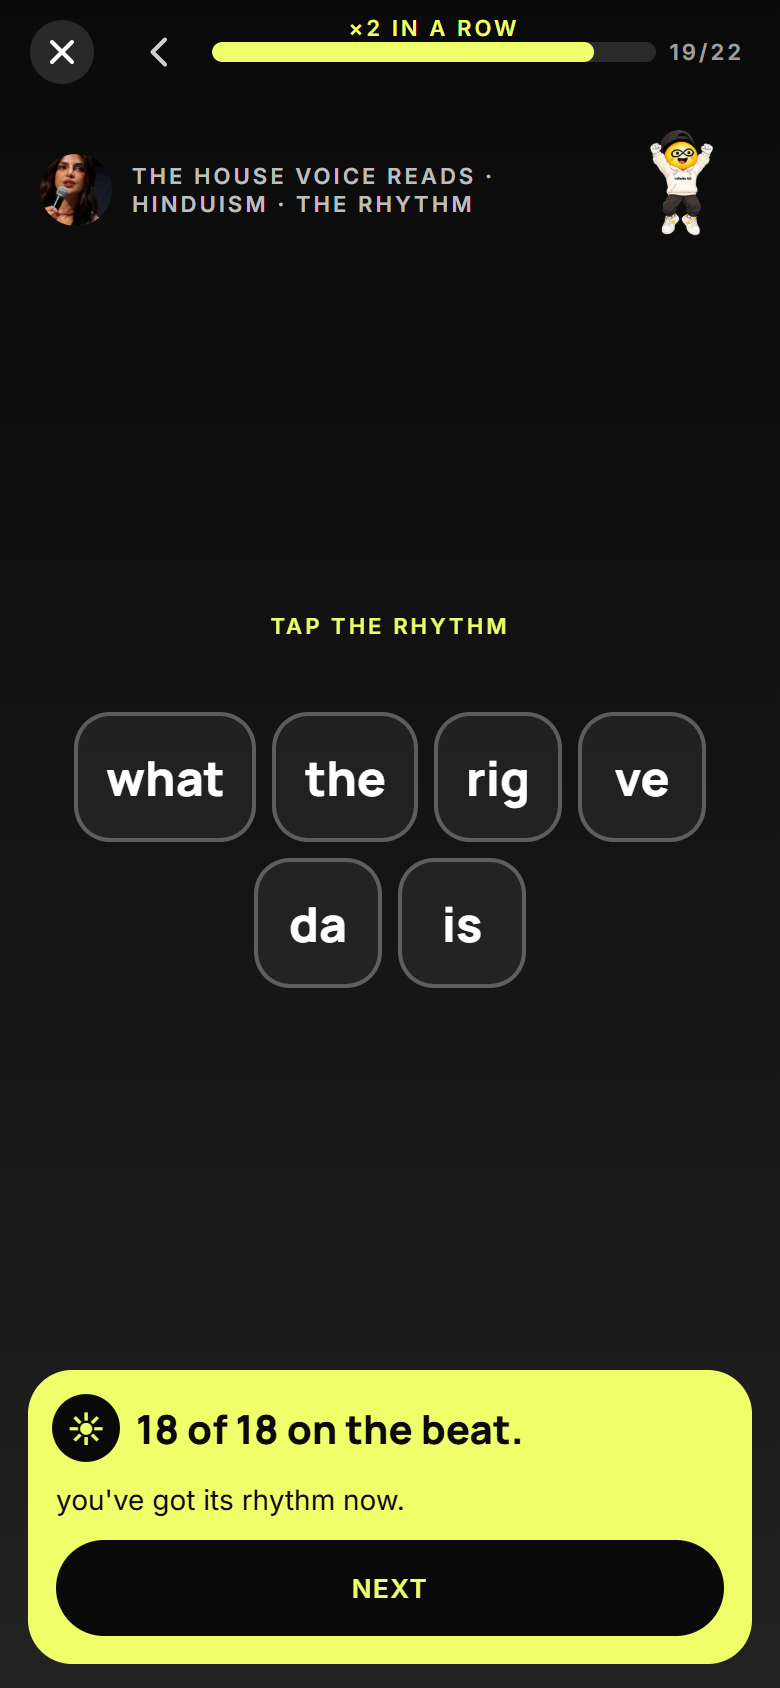 ×2 IN A ROW
19/22
THE HOUSE VOICE READS ·
HINDUISM · THE RHYTHM
TAP THE RHYTHM
what the rig ve
da is
18 of 18 on the beat.
you've got its rhythm now.
NEXT